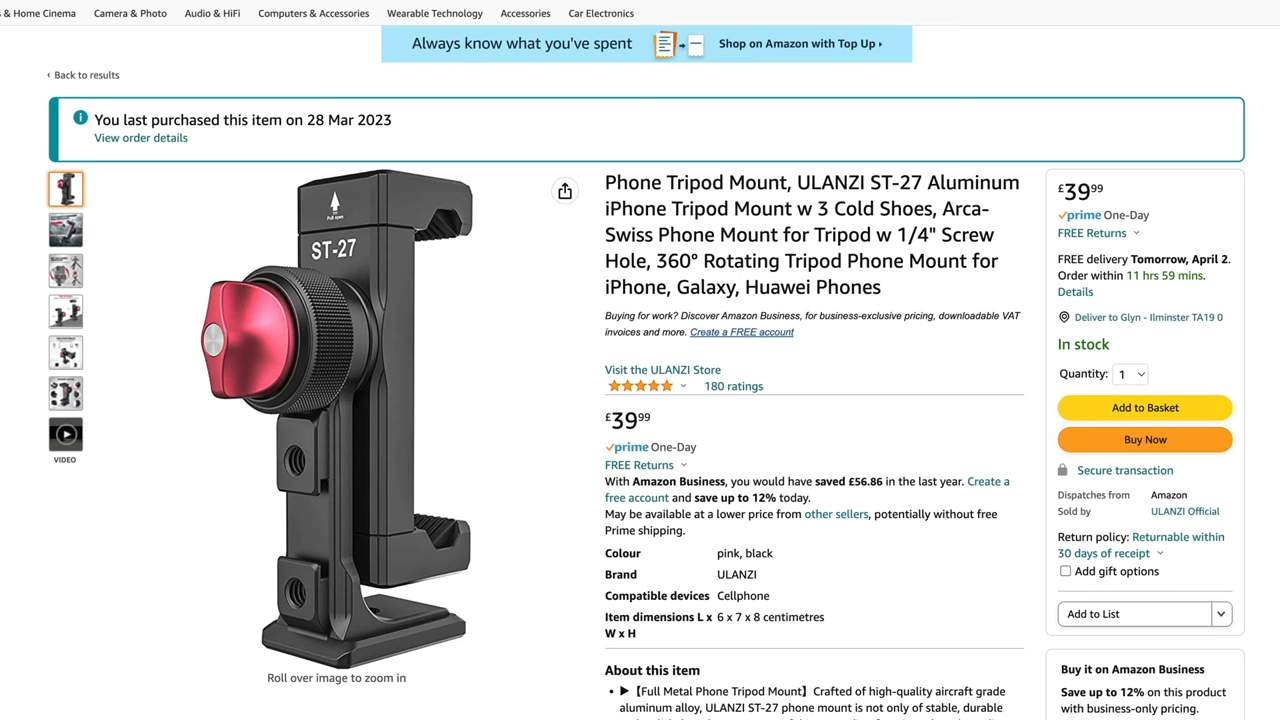 s & Home Cinema
Camera & Photo
Audio & HiFi
Computers & Accessories
Wearable Technology
Accessories
Car Electronics
Always know what you've spent
Shop on Amazon with Top Up ▸
‹ Back to results
You last purchased this item on 28 Mar 2023
View order details
Pull open
ST-27
VIDEO
Roll over image to zoom in
Phone Tripod Mount, ULANZI ST-27 Aluminum
iPhone Tripod Mount w 3 Cold Shoes, Arca-
Swiss Phone Mount for Tripod w 1/4" Screw
Hole, 360° Rotating Tripod Phone Mount for
iPhone, Galaxy, Huawei Phones
Buying for work? Discover Amazon Business, for business-exclusive pricing, downloadable VAT
invoices and more. Create a FREE account
Visit the ULANZI Store
180 ratings
£39.99
prime One-Day
FREE Returns
With Amazon Business, you would have saved £56.86 in the last year. Create a
free account and save up to 12% today.
May be available at a lower price from other sellers, potentially without free
Prime shipping.
Colour pink, black
Brand ULANZI
Compatible devices Cellphone
Item dimensions L x 6 x 7 x 8 centimetres
W x H
About this item
• ▶【Full Metal Phone Tripod Mount】Crafted of high-quality aircraft grade
aluminum alloy, ULANZI ST-27 phone mount is not only of stable, durable
£39.99
prime One-Day
FREE Returns
FREE delivery Tomorrow, April 2.
Order within 11 hrs 59 mins.
Details
Deliver to Glyn - Ilminster TA19 0
In stock
Quantity: 1
Add to Basket
Buy Now
Secure transaction
Dispatches from Amazon
Sold by ULANZI Official
Return policy: Returnable within
30 days of receipt
Add gift options
Add to List
Buy it on Amazon Business
Save up to 12% on this product
with business-only pricing.